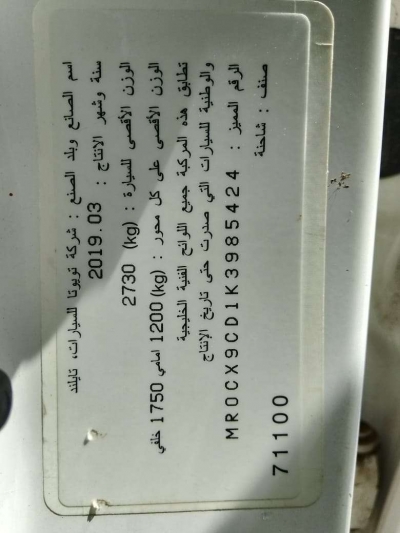 اسم الصانع وبلد الصنع : شركة تويوتا للسيارات، تايلند
سنة وشهر الانتاج : 2019.03
الوزن الأقصى للسيارة : (kg) 2730
الوزن الأقصى على كل محور : (kg) 1200 امامي 1750 خلفي
تطابق هذه المركبة جميع اللوائح الفنية الخليجية
والوطنية للسيارات التي صدرت حتى تاريخ الإنتاج
الرقم المميز : MR0CX9CD1K3985424
صنف : شاحنة
71100